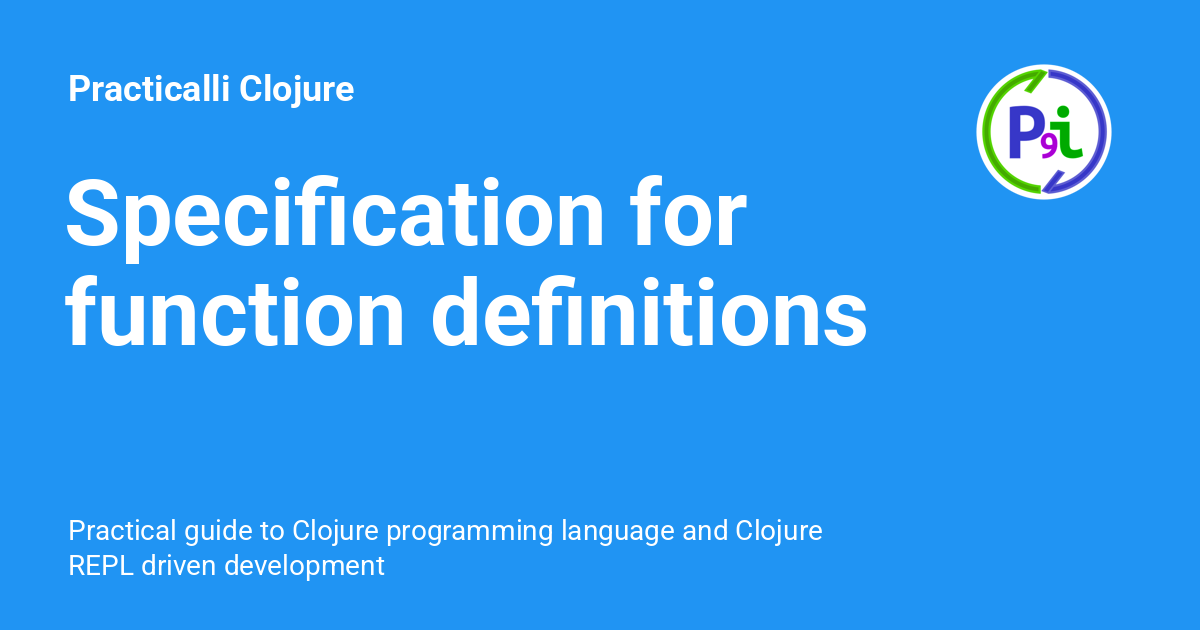 Practicalli Clojure
P9i
Specification for
function definitions
Practical guide to Clojure programming language and Clojure
REPL driven development